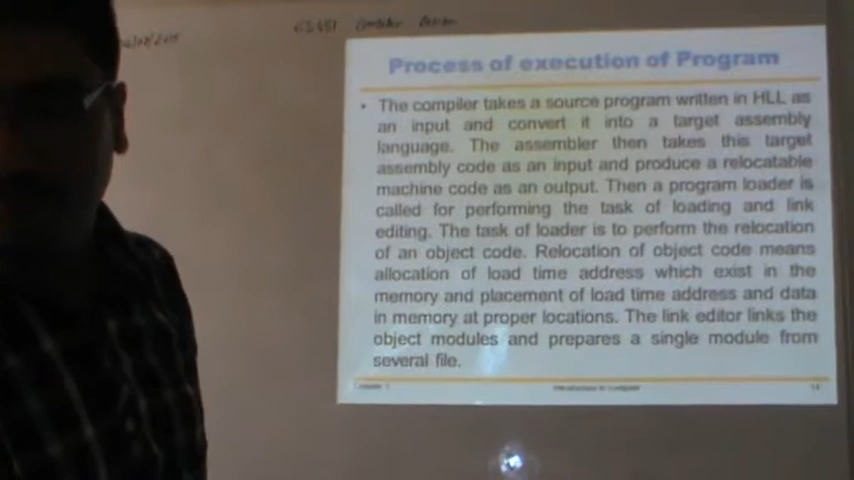 Process of execution of Program
• The compiler takes a source program written in HLL as
an input and convert it into a target assembly
language. The assembler then takes this target
assembly code as an input and produce a relocatable
machine code as an output. Then a program loader is
called for performing the task of loading and link
editing. The task of loader is to perform the relocation
of an object code. Relocation of object code means
allocation of load time address which exist in the
memory and placement of load time address and data
in memory at proper locations. The link editor links the
object modules and prepares a single module from
several file.